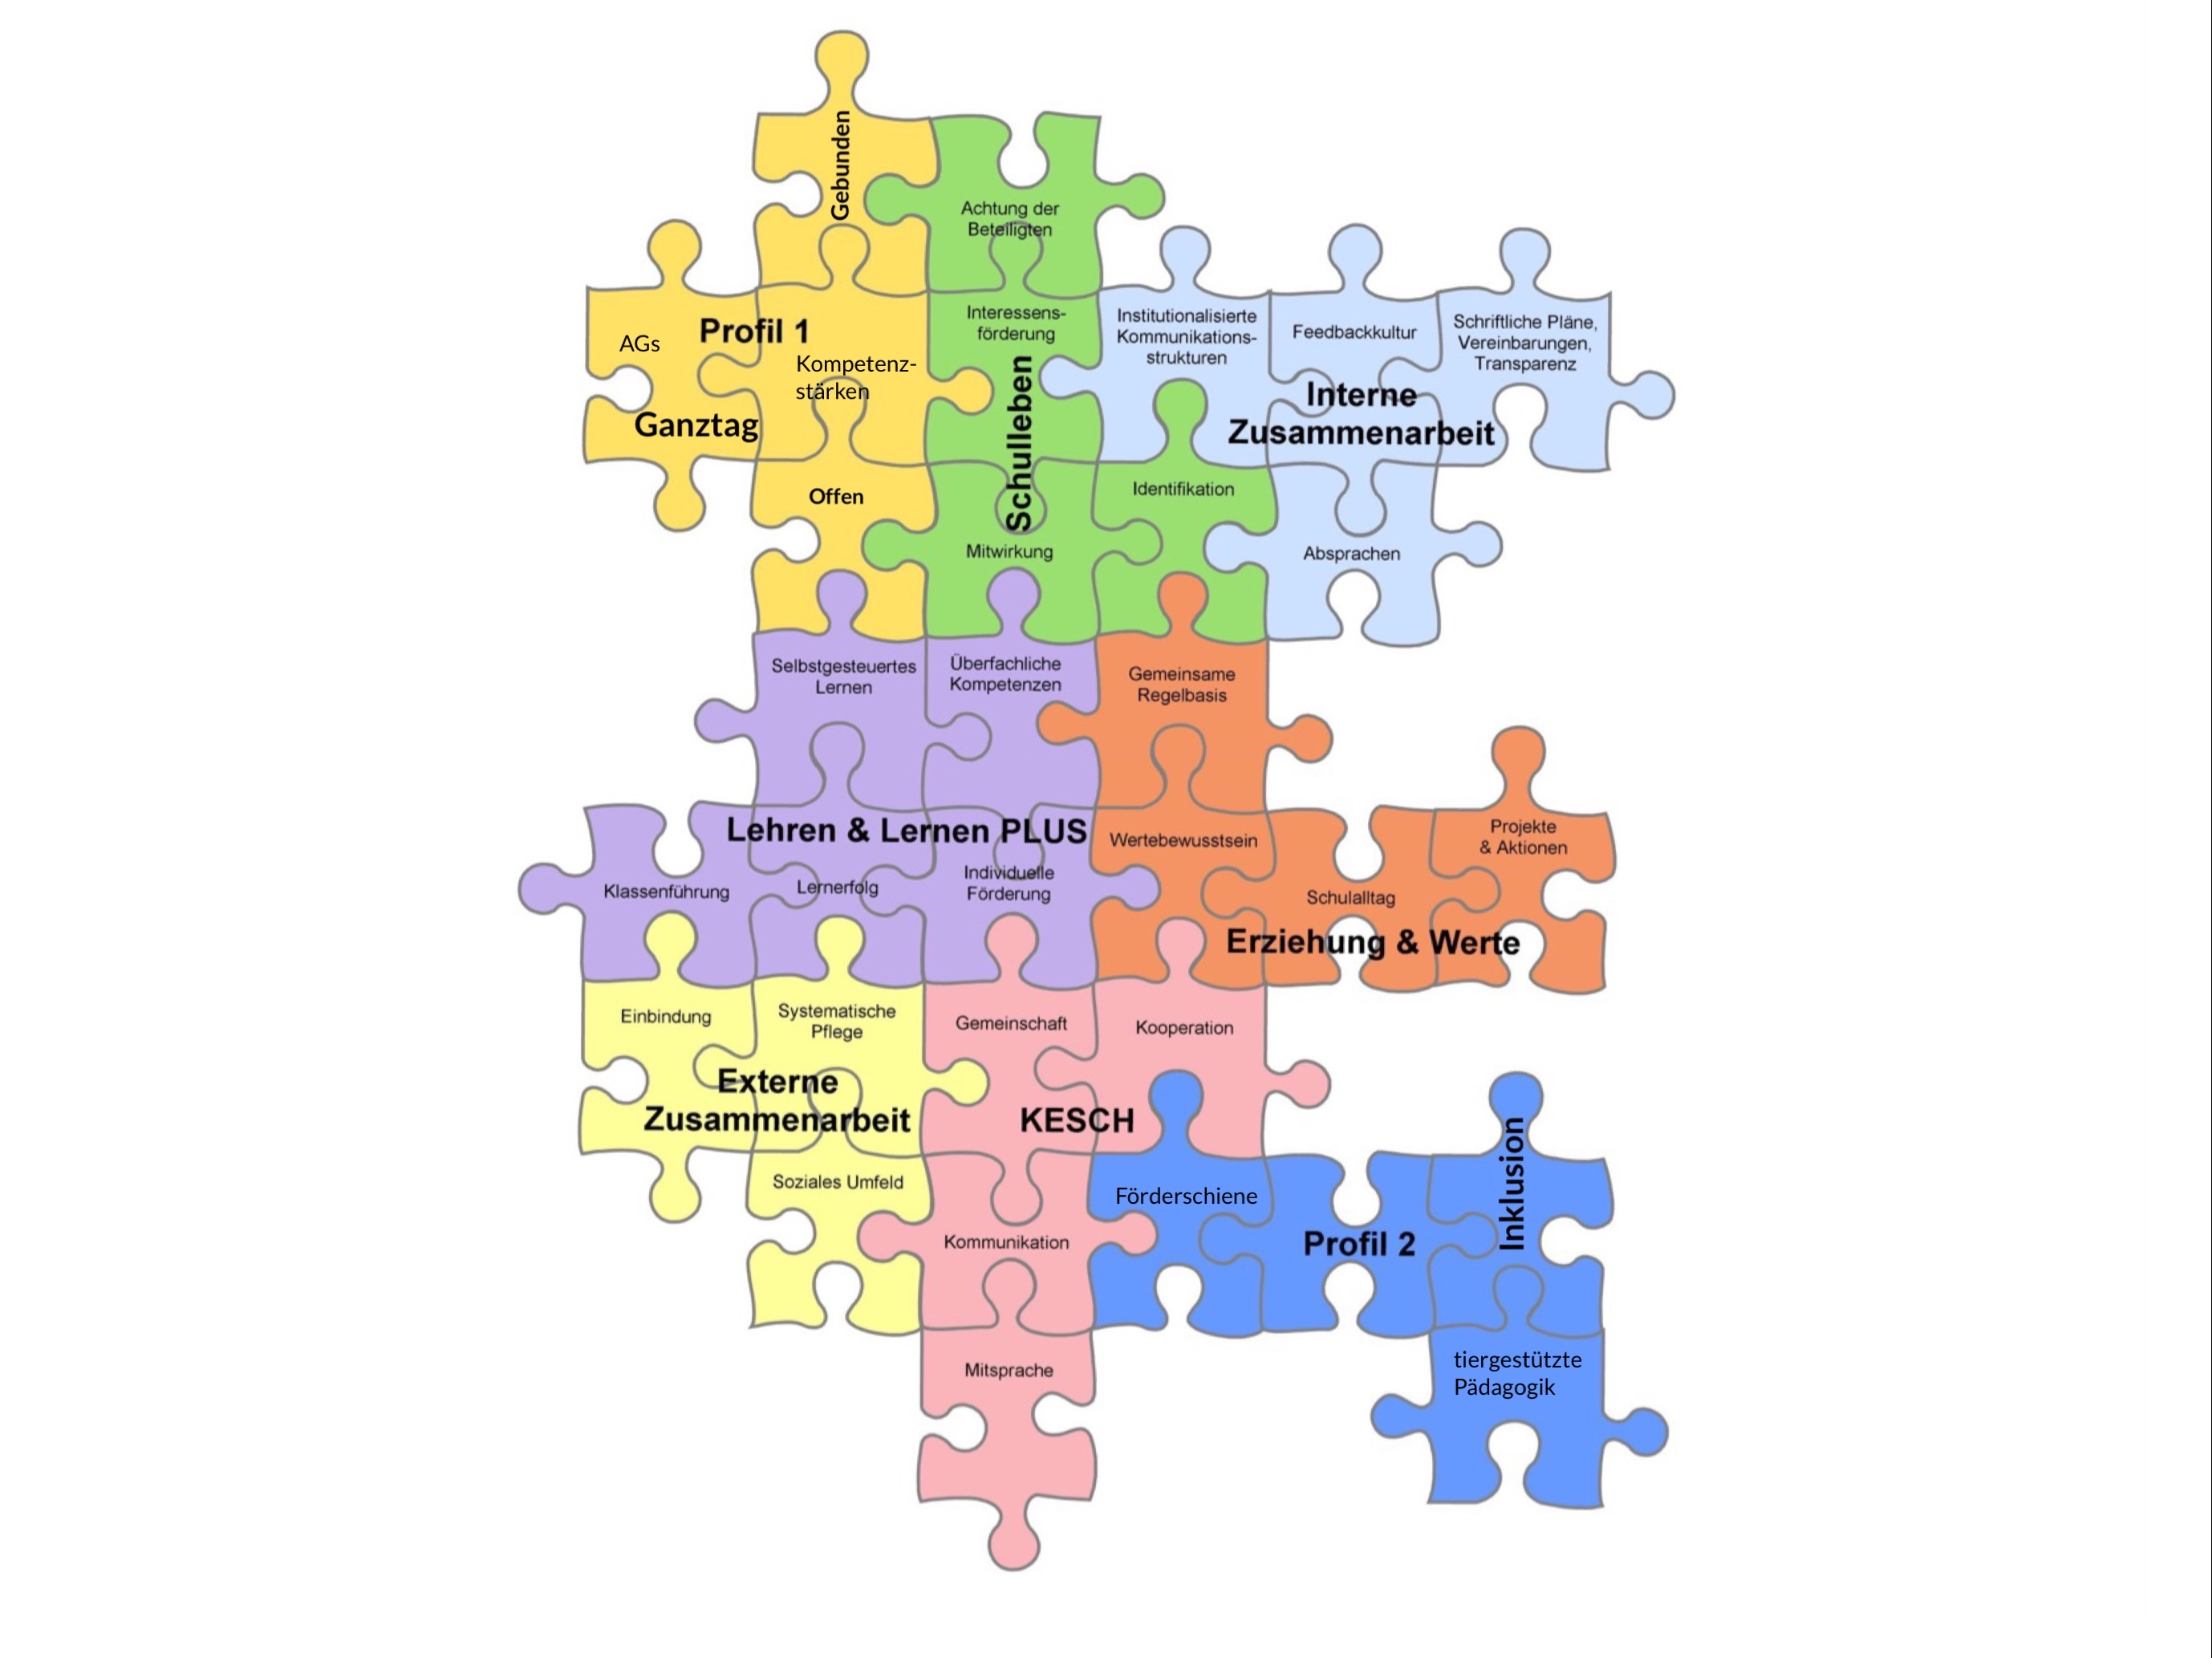 Gebunden
Achtung der
Beteiligten
AGs
Profil 1
Kompetenz-
stärken
Ganztag
Offen
Interessens-
förderung
Schulleben
Mitwirkung
Identifikation
Institutionalisierte
Kommunikations-
strukturen
Feedbackkultur
Schriftliche Pläne,
Vereinbarungen,
Transparenz
Interne
Zusammenarbeit
Absprachen
Selbstgesteuertes
Lernen
Überfachliche
Kompetenzen
Gemeinsame
Regelbasis
Lehren & Lernen PLUS
Klassenführung
Lernerfolg
Individuelle
Förderung
Wertebewusstsein
Schulalltag
Projekte
& Aktionen
Erziehung & Werte
Einbindung
Systematische
Pflege
Externe
Zusammenarbeit
Soziales Umfeld
Gemeinschaft
Kooperation
KESCH
Kommunikation
Mitsprache
Förderschiene
Profil 2
Inklusion
tiergestützte
Pädagogik